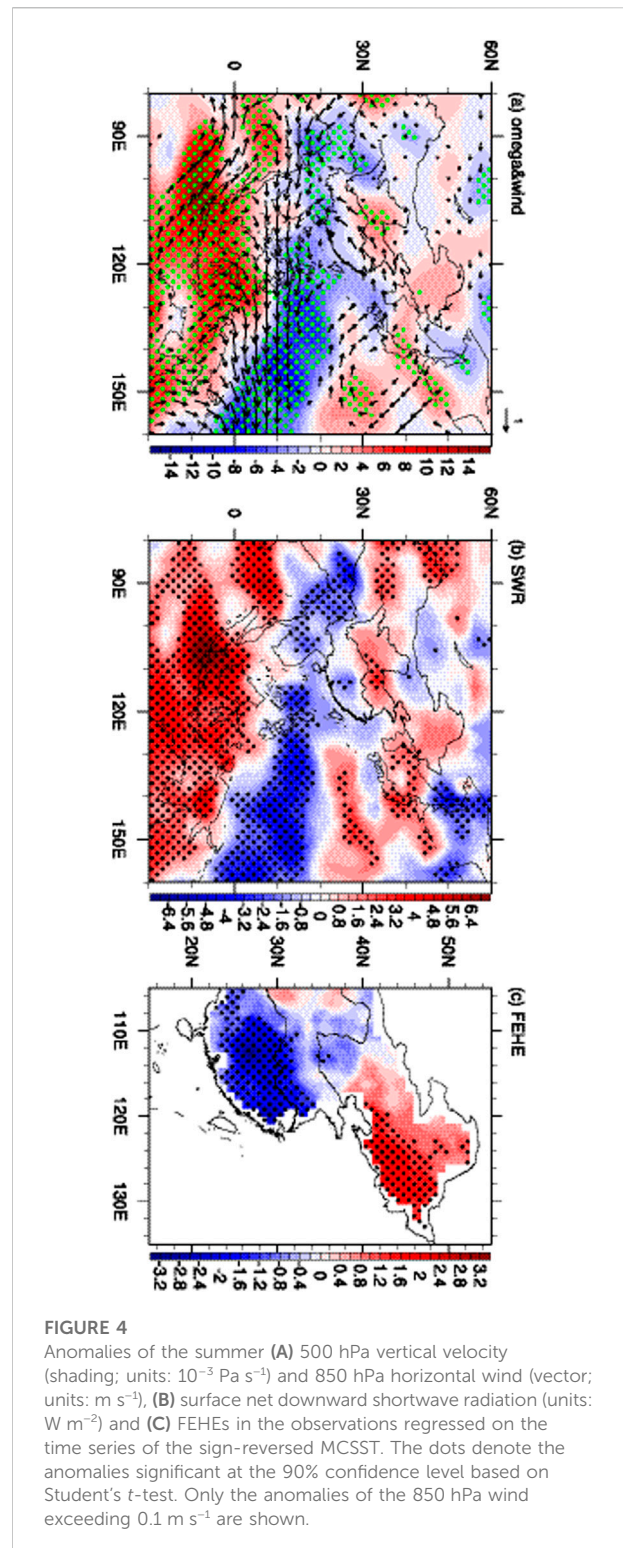 (a) omega&wind
1
60N
30N
0
90E
120E
150E
14
12
10
8
6
4
2
0
-2
-4
-6
-8
-10
-12
-14
(b) SWR
60N
30N
0
90E
120E
150E
6.4
5.6
4.8
4
3.2
2.4
1.6
0.8
0
-0.8
-1.6
-2.4
-3.2
-4
-4.8
-5.6
-6.4
(c) FEHE
50N
40N
30N
20N
110E
120E
130E
3.2
2.8
2.4
2
1.6
1.2
0.8
0.4
0
-0.4
-0.8
-1.2
-1.6
-2
-2.4
-2.8
-3.2
FIGURE 4
Anomalies of the summer (A) 500 hPa vertical velocity
(shading; units: 10⁻³ Pa s⁻¹) and 850 hPa horizontal wind (vector;
units: m s⁻¹), (B) surface net downward shortwave radiation (units:
W m⁻²) and (C) FEHEs in the observations regressed on the
time series of the sign-reversed MCSST. The dots denote the
anomalies significant at the 90% confidence level based on
Student's t-test. Only the anomalies of the 850 hPa wind
exceeding 0.1 m s⁻¹ are shown.